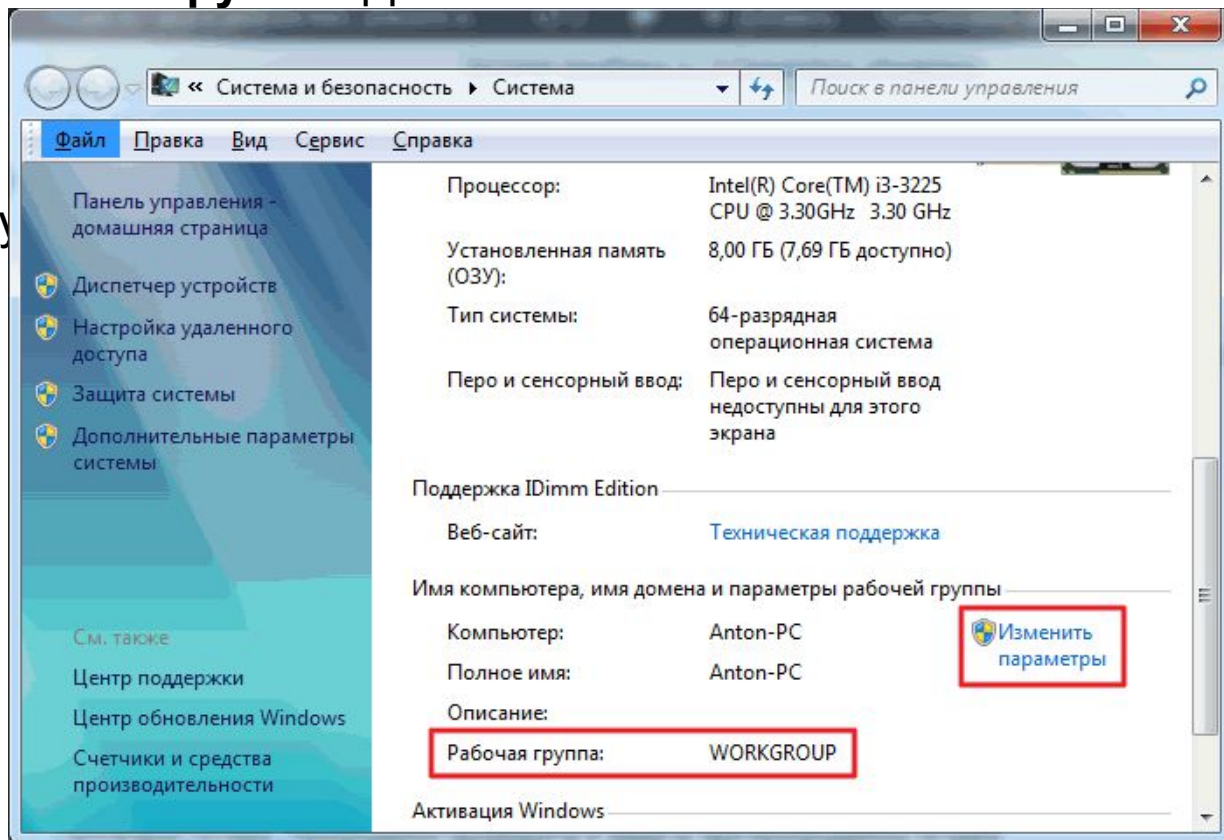 « Система и безопасность ▸ Система
Поиск в панели управления
Файл Правка Вид Сервис Справка
Панель управления -
домашняя страница
Диспетчер устройств
Настройка удаленного
доступа
Защита системы
Дополнительные параметры
системы
См. также
Центр поддержки
Центр обновления Windows
Счетчики и средства
производительности
Процессор: Intel(R) Core(TM) i3-3225
CPU @ 3.30GHz 3.30 GHz
Установленная память 8,00 ГБ (7,69 ГБ доступно)
(ОЗУ):
Тип системы: 64-разрядная
операционная система
Перо и сенсорный ввод: Перо и сенсорный ввод
недоступны для этого
экрана
Поддержка IDimm Edition
Веб-сайт: Техническая поддержка
Имя компьютера, имя домена и параметры рабочей группы
Компьютер: Anton-PC Изменить
параметры
Полное имя: Anton-PC
Описание:
Рабочая группа: WORKGROUP
Активация Windows